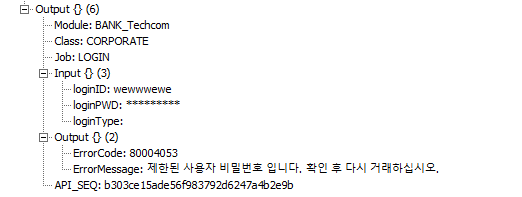 Output {} (6)
Module: BANK_Techcom
Class: CORPORATE
Job: LOGIN
Input {} (3)
loginID: wewwwewe
loginPWD: *********
loginType:
Output {} (2)
ErrorCode: 80004053
ErrorMessage: 제한된 사용자 비밀번호 입니다. 확인 후 다시 거래하십시오.
API_SEQ: b303ce15ade56f983792d6247a4b2e9b